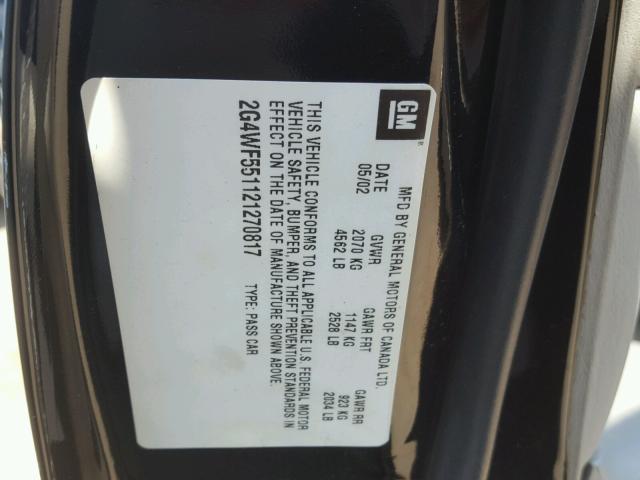 GM
MFD BY GENERAL MOTORS OF CANADA LTD.
DATE GVWR GAWR FRT GAWR RR
05/02 2070 KG 1147 KG 923 KG
4562 LB 2528 LB 2034 LB
THIS VEHICLE CONFORMS TO ALL APPLICABLE U.S. FEDERAL MOTOR
VEHICLE SAFETY, BUMPER, AND THEFT PREVENTION STANDARDS IN
EFFECT ON THE DATE OF MANUFACTURE SHOWN ABOVE.
2G4WF551121270817 TYPE: PASS CAR